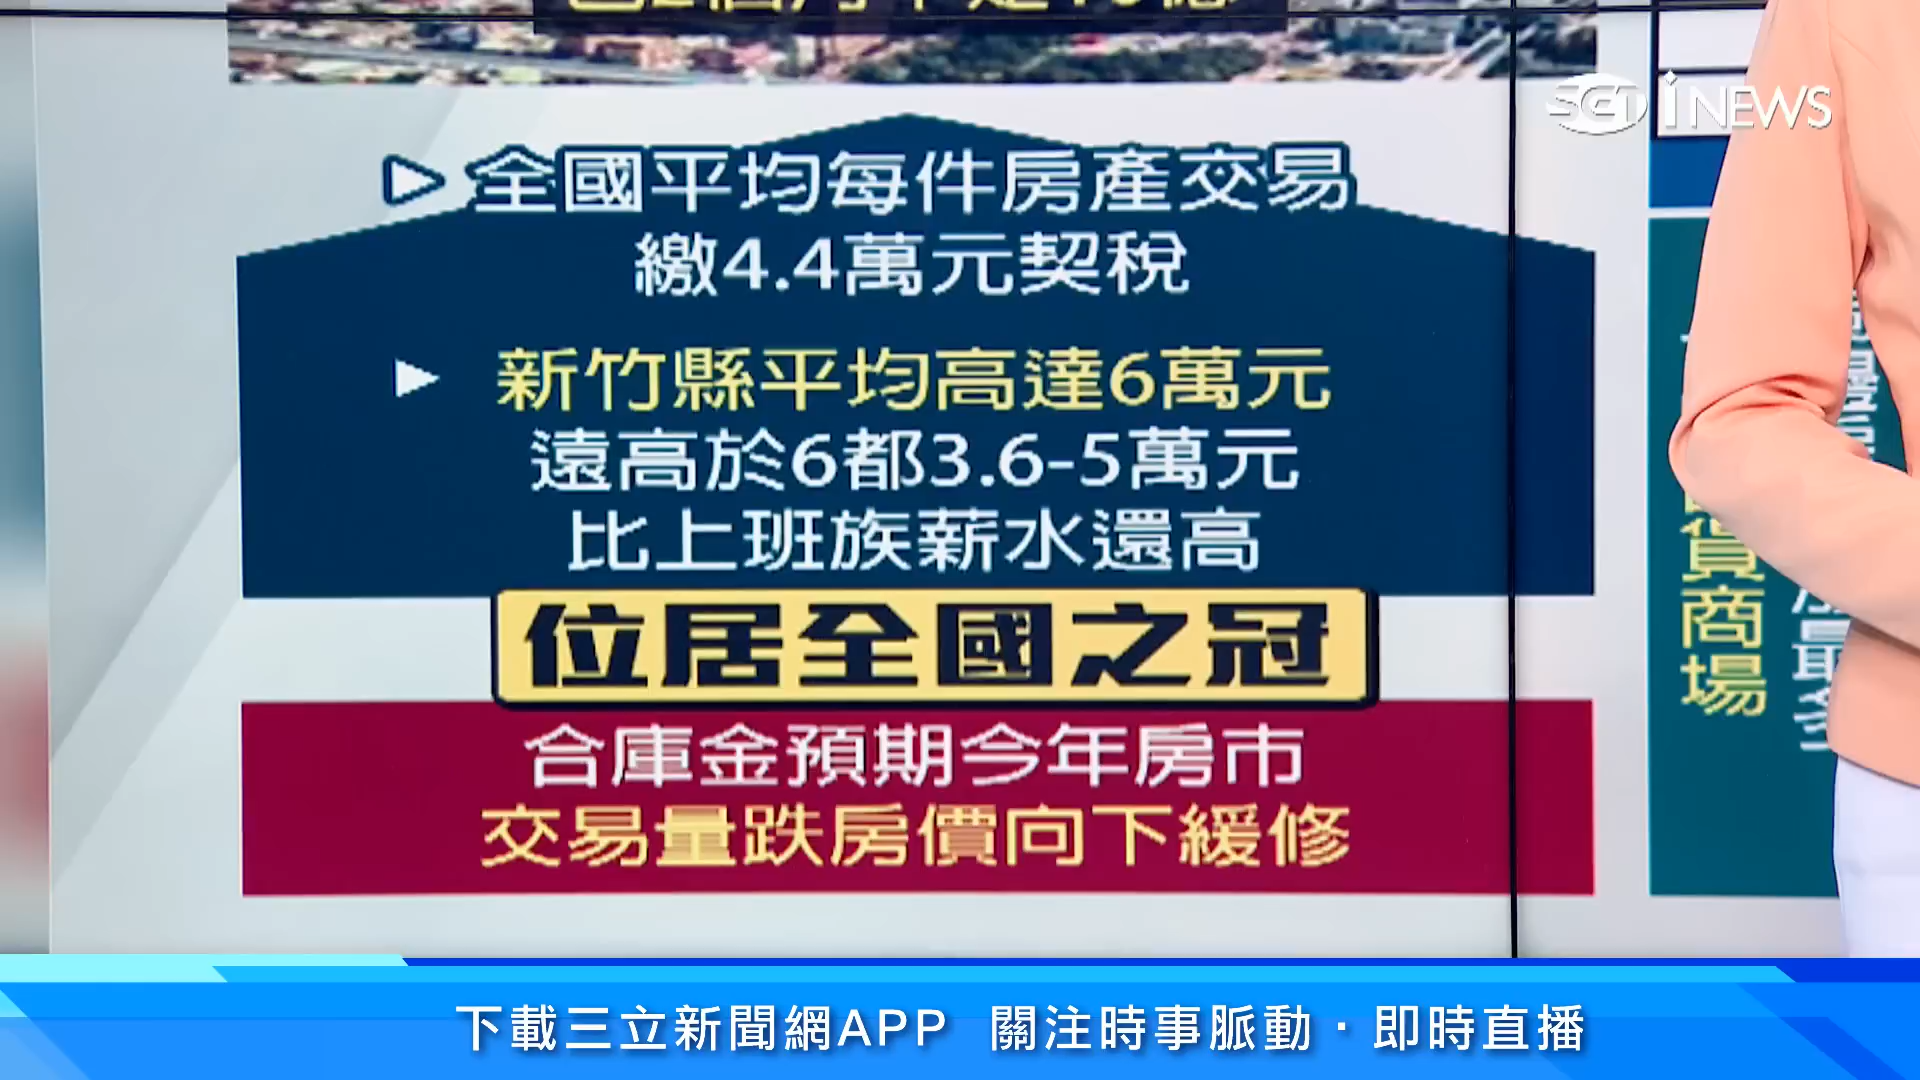 SET iNEWS
全國平均每件房產交易
繳4.4萬元契稅
新竹縣平均高達6萬元
遠高於6都3.6-5萬元
比上班族薪水還高
位居全國之冠
合庫金預期今年房市
交易量跌房價向下緩修
商場
下載三立新聞網APP 關注時事脈動·即時直播